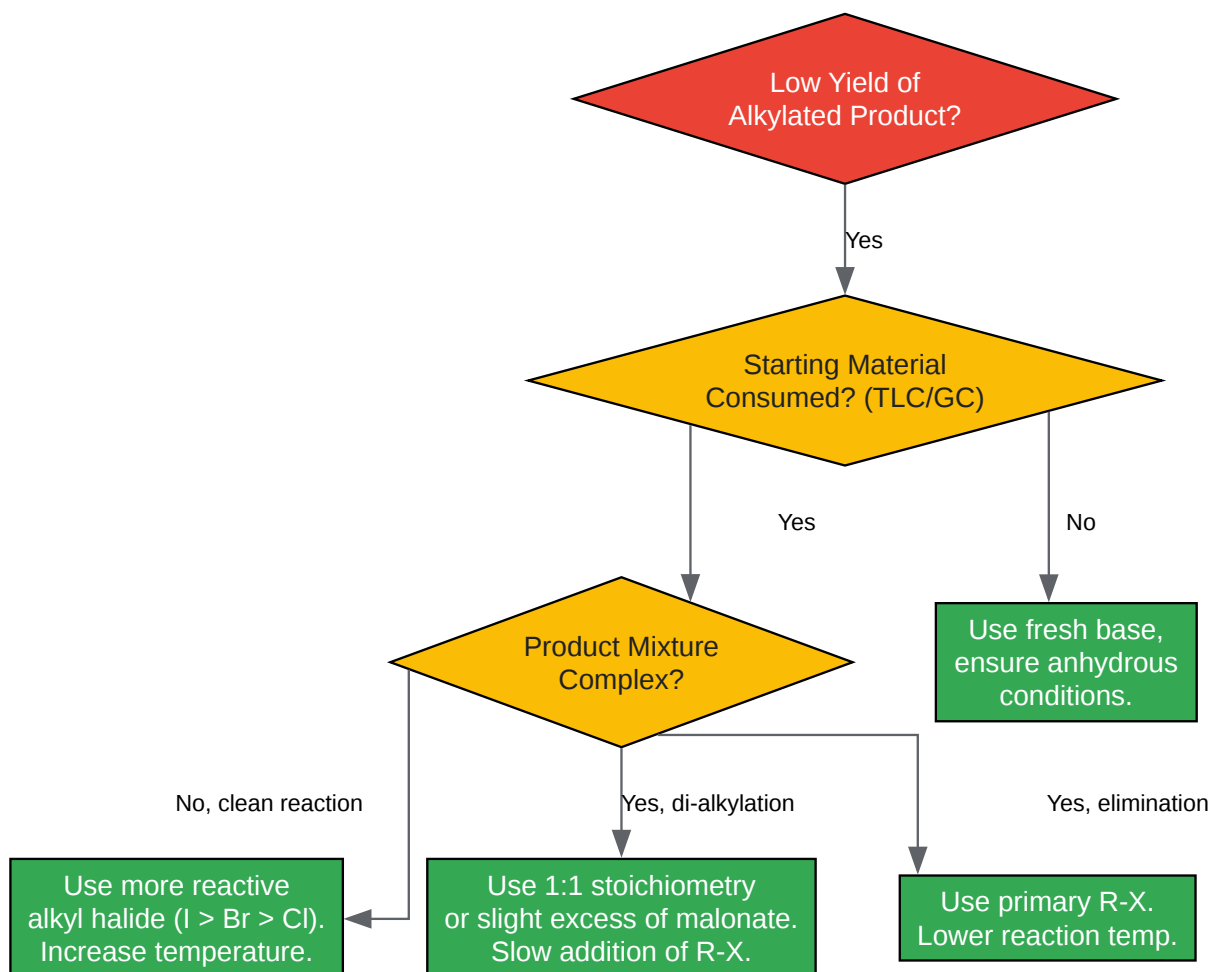 Low Yield of
Alkylated Product?
Yes
Starting Material
Consumed? (TLC/GC)
Yes
No
Product Mixture
Complex?
Use fresh base,
ensure anhydrous
conditions.
No, clean reaction
Yes, di-alkylation
Yes, elimination
Use more reactive
alkyl halide (I > Br > Cl).
Increase temperature.
Use 1:1 stoichiometry
or slight excess of malonate.
Slow addition of R-X.
Use primary R-X.
Lower reaction temp.